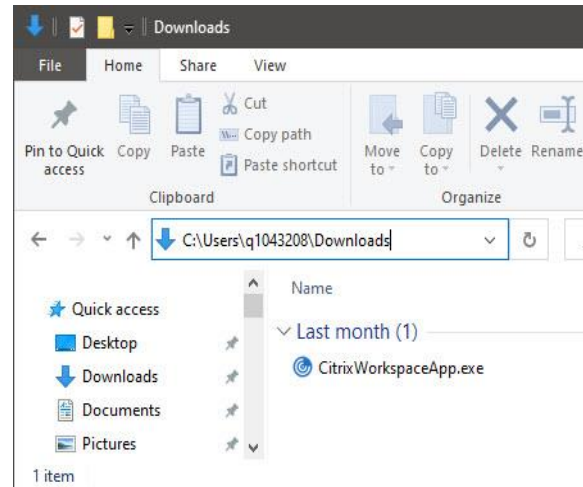 Downloads
File Home Share View
Pin to Quick access
Copy
Paste
Cut
Copy path
Paste shortcut
Move to
Copy to
Delete
Rename
Clipboard
Organize
C:\Users\q1043208\Downloads
Quick access
Desktop
Downloads
Documents
Pictures
Name
Last month (1)
CitrixWorkspaceApp.exe
1 item